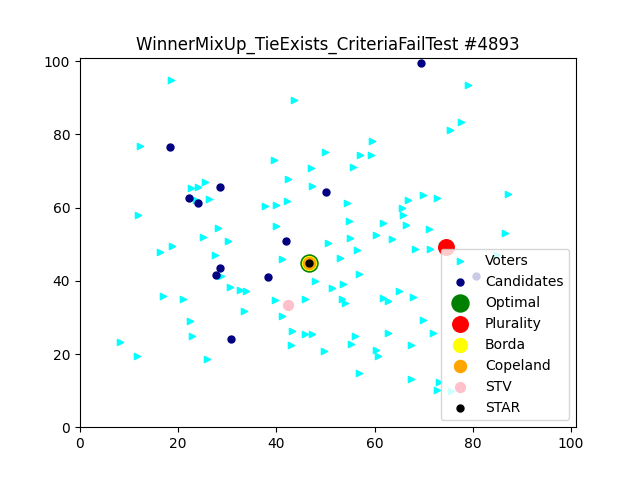 WinnerMixUp_TieExists_CriteriaFailTest #4893
100
80
60
40
20
0
0 20 40 60 80 100
Voters
Candidates
Optimal
Plurality
Borda
Copeland
STV
STAR